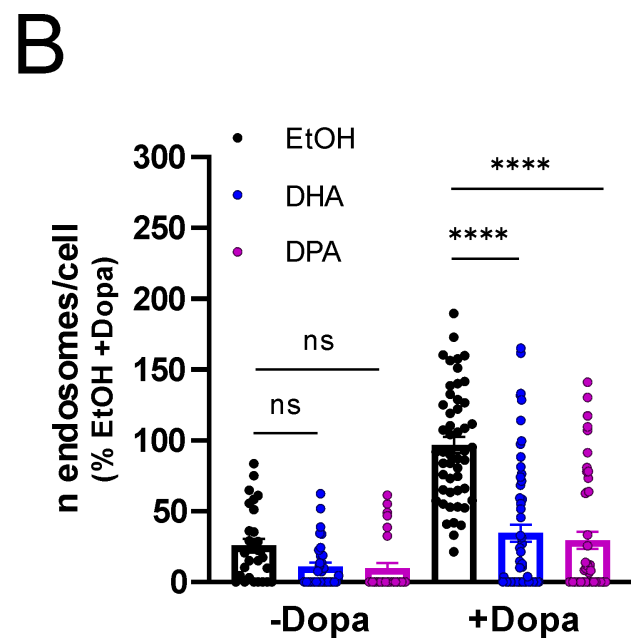 B
EtOH
DHA
DPA
****
****
ns
ns
n endosomes/cell
(% EtOH +Dopa)
300
250
200
150
100
50
0
-Dopa
+Dopa